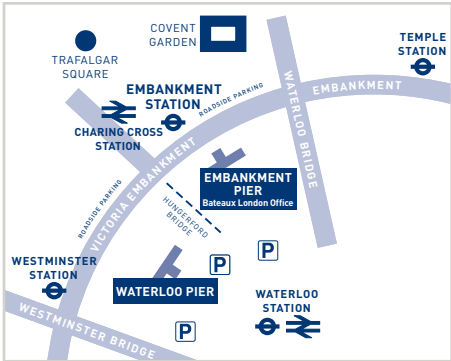 COVENT
GARDEN
TRAFALGAR
SQUARE
TEMPLE
STATION
EMBANKMENT
STATION
ROADSIDE PARKING
EMBANKMENT
WATERLOO BRIDGE
CHARING CROSS
STATION
VICTORIA EMBANKMENT
ROADSIDE PARKING
EMBANKMENT
PIER
Bateaux London Office
HUNGERFORD
BRIDGE
P
P
WESTMINSTER
STATION
WATERLOO PIER
WATERLOO
STATION
P
WESTMINSTER BRIDGE